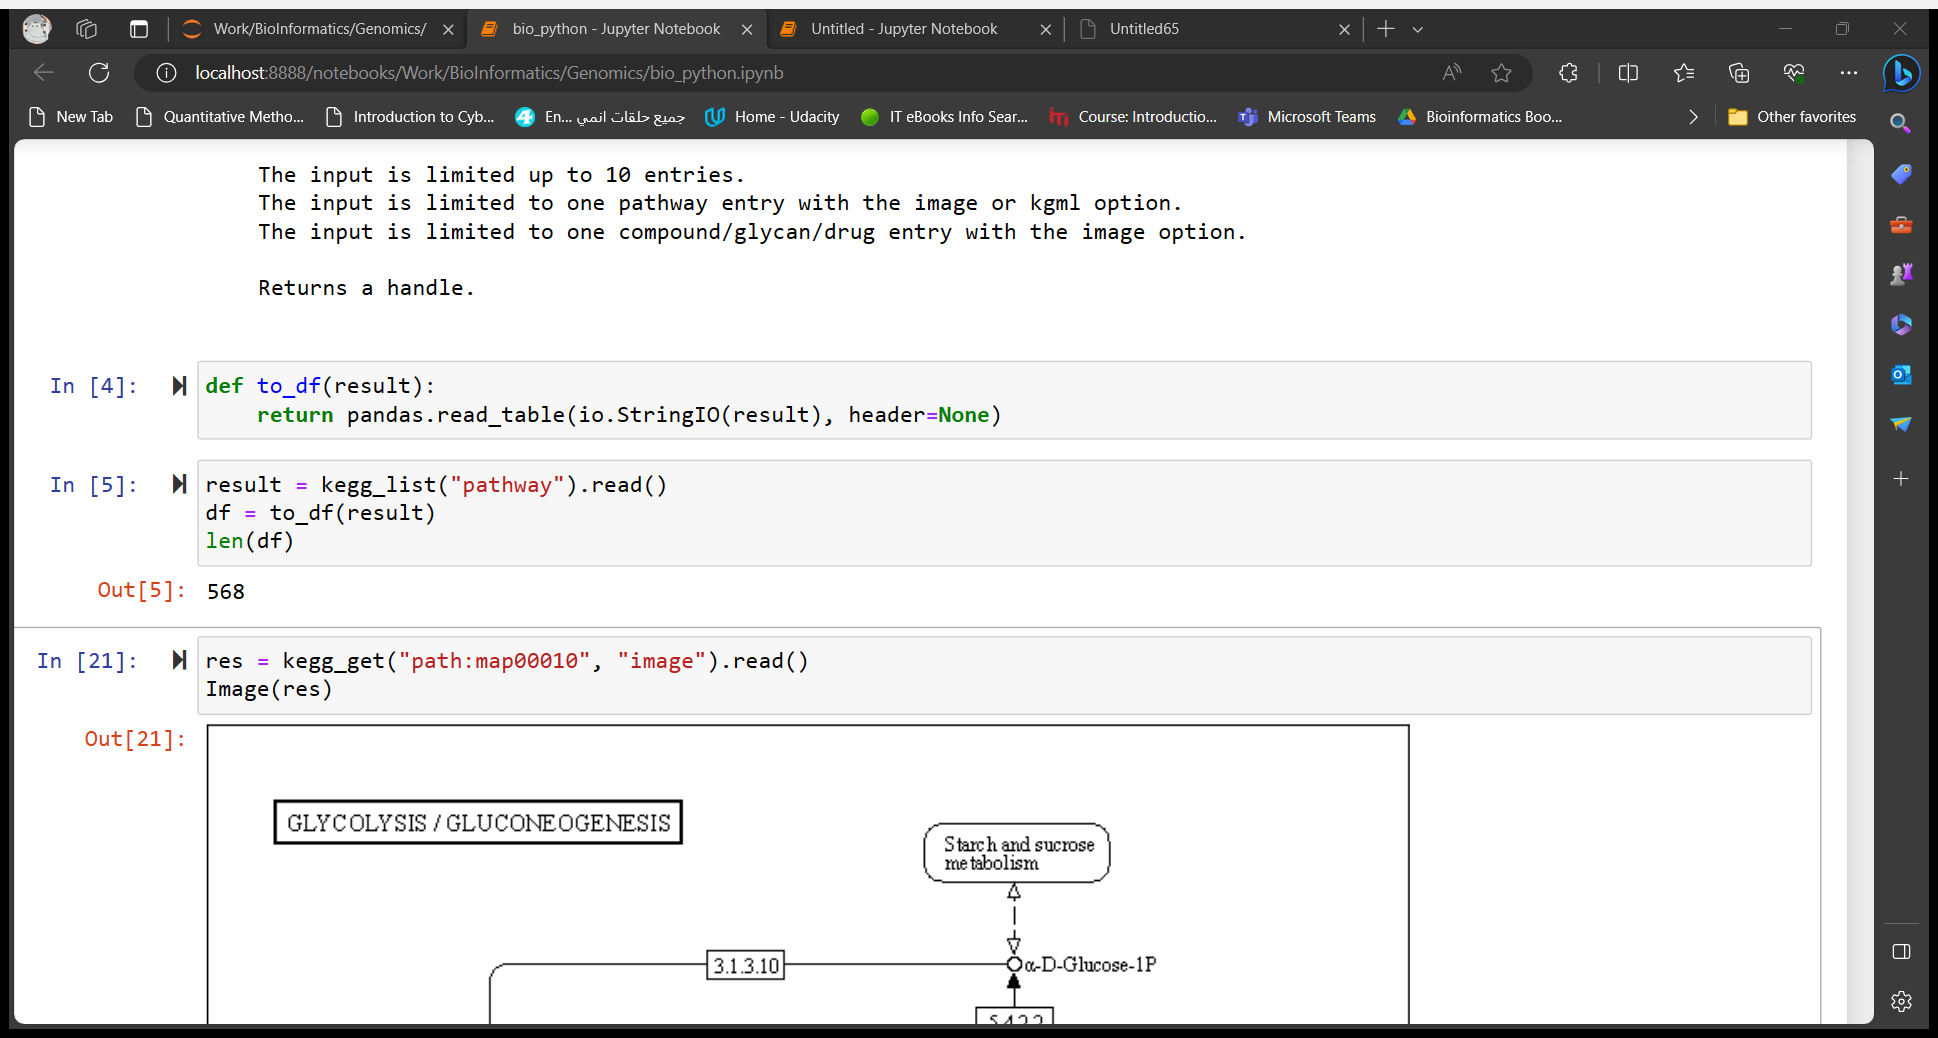 Work/BioInformatics/Genomics/
bio_python - Jupyter Notebook
Untitled - Jupyter Notebook
Untitled65
localhost:8888/notebooks/Work/BioInformatics/Genomics/bio_python.ipynb
New Tab
Quantitative Metho...
Introduction to Cyb...
En... جميع حلقات انمي
Home - Udacity
IT eBooks Info Sear...
Course: Introductio...
Microsoft Teams
Bioinformatics Boo...
Other favorites
The input is limited up to 10 entries.
The input is limited to one pathway entry with the image or kgml option.
The input is limited to one compound/glycan/drug entry with the image option.
Returns a handle.
In [4]:
def to_df(result):
return pandas.read_table(io.StringIO(result), header=None)
In [5]:
result = kegg_list("pathway").read()
df = to_df(result)
len(df)
Out[5]: 568
In [21]:
res = kegg_get("path:map00010", "image").read()
Image(res)
Out[21]:
GLYCOLYSIS / GLUCONEOGENESIS
Starch and sucrose
metabolism
3.1.3.10
α-D-Glucose-1P
5.4.2.2